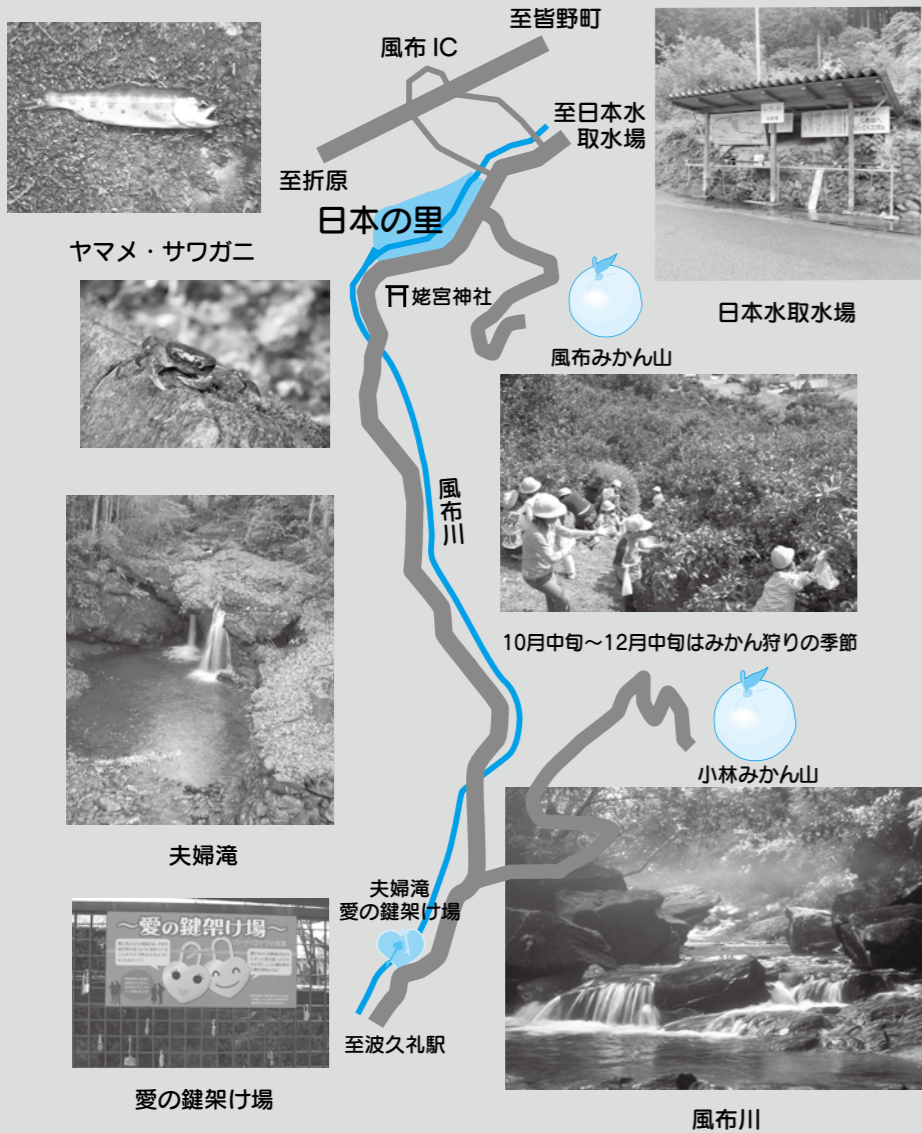 至皆野町
風布 IC
至日本水
取水場
至折原
日本の里
ヤマメ・サワガニ
姥宮神社
日本水取水場
風布みかん山
風布川
10月中旬〜12月中旬はみかん狩りの季節
小林みかん山
夫婦滝
夫婦滝
愛の鍵架け場
〜愛の鍵架け場〜
至波久礼駅
愛の鍵架け場
風布川